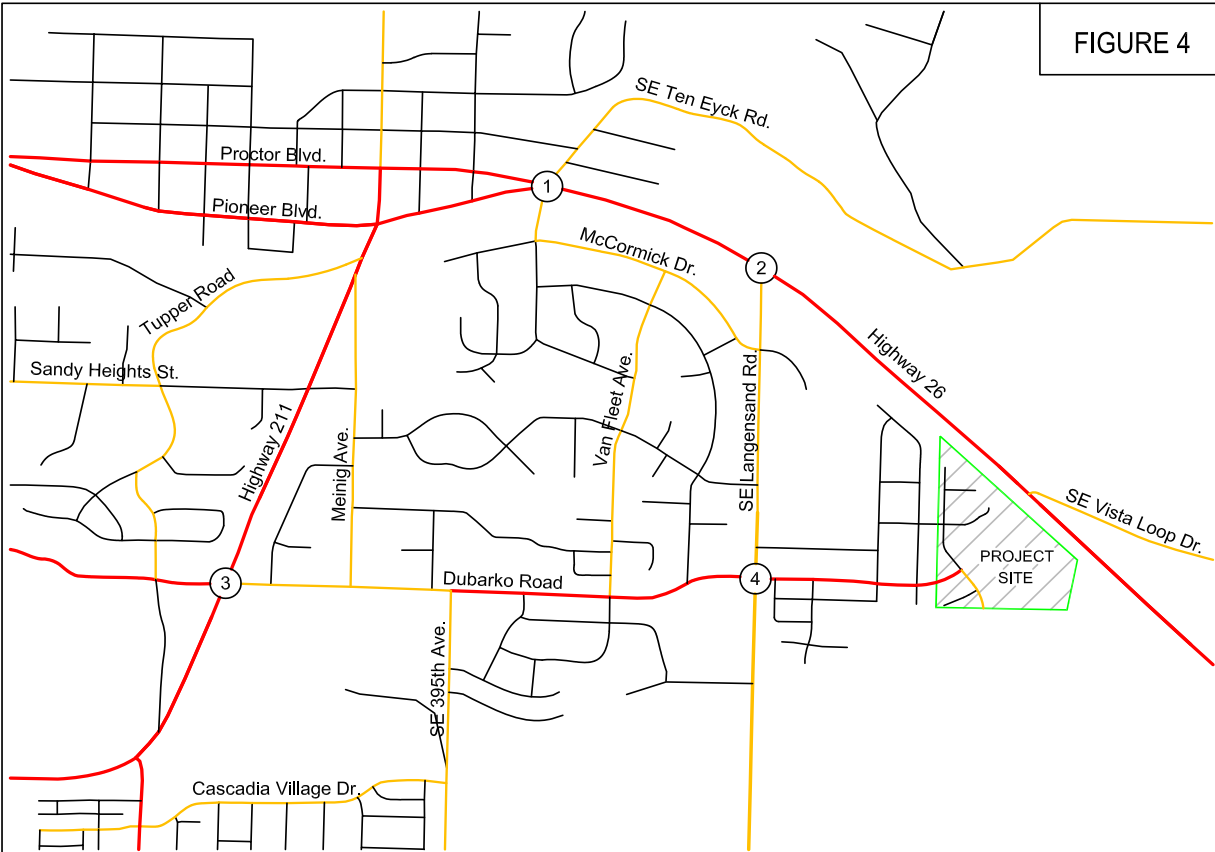 FIGURE 4
SE Ten Eyck Rd.
Proctor Blvd.
1
Pioneer Blvd.
McCormick Dr.
2
Tupper Road
Highway 26
Sandy Heights St.
Van Fleet Ave.
SE Langensand Rd.
Highway 211
Meinig Ave.
SE Vista Loop Dr.
PROJECT
SITE
3
Dubarko Road
4
SE 395th Ave.
Cascadia Village Dr.